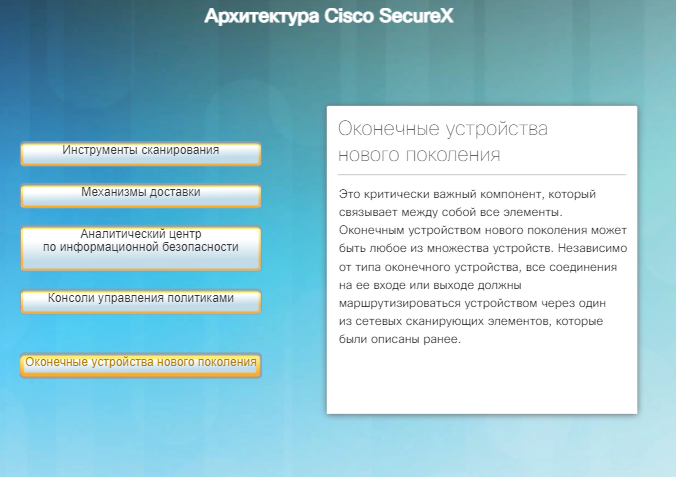 Архитектура Cisco SecureX
Инструменты сканирования
Механизмы доставки
Аналитический центр
по информационной безопасности
Консоли управления политиками
Оконечные устройства нового поколения
Оконечные устройства
нового поколения
Это критически важный компонент, который
связывает между собой все элементы.
Оконечным устройством нового поколения может
быть любое из множества устройств. Независимо
от типа оконечного устройства, все соединения
на ее входе или выходе должны
маршрутизироваться устройством через один
из сетевых сканирующих элементов, которые
были описаны ранее.